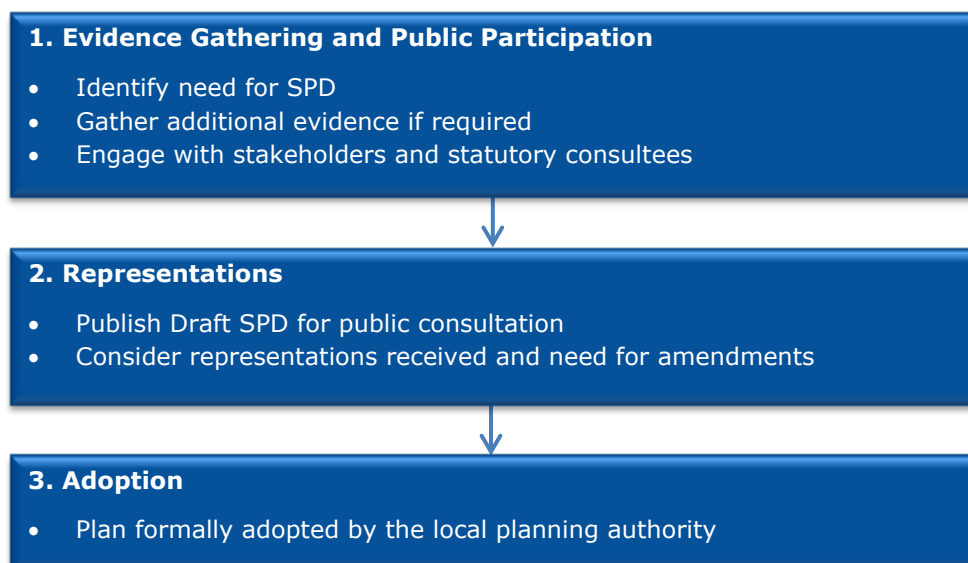 1. Evidence Gathering and Public Participation
• Identify need for SPD
• Gather additional evidence if required
• Engage with stakeholders and statutory consultees
2. Representations
• Publish Draft SPD for public consultation
• Consider representations received and need for amendments
3. Adoption
• Plan formally adopted by the local planning authority